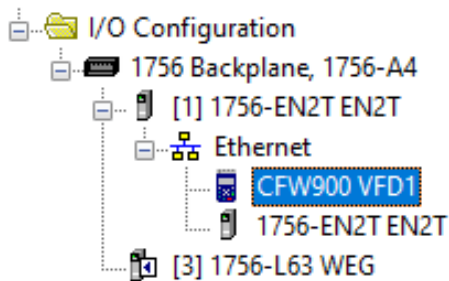 I/O Configuration
1756 Backplane, 1756-A4
[1] 1756-EN2T EN2T
Ethernet
CFW900 VFD1
1756-EN2T EN2T
[3] 1756-L63 WEG